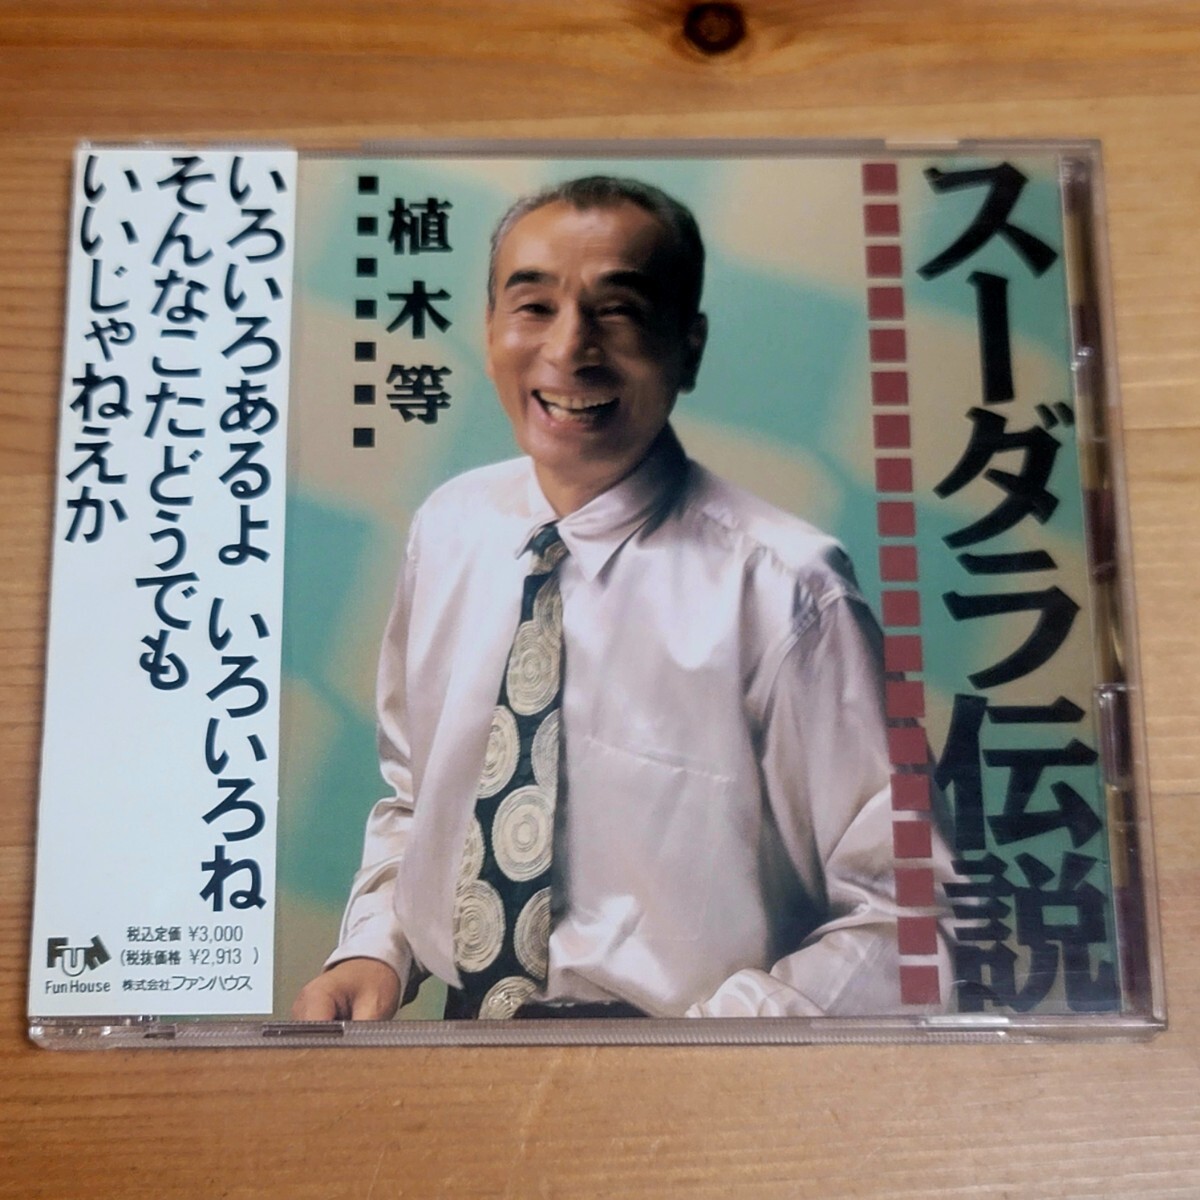 スーダラ伝説
植木等
いろいろあるよ いろいろね
そんなこたどうでも
いいじゃねえか
Fun
Fun House
税込定価 ¥3,000
(税抜価格 ¥2,913 )
株式会社ファンハウス